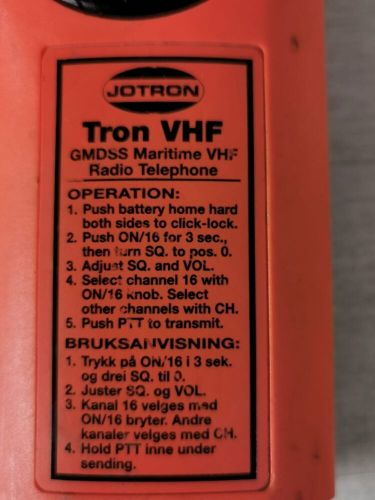 JOTRON
Tron VHF
GMDSS Maritime VHF
Radio Telephone
OPERATION:
1. Push battery home hard
both sides to click-lock.
2. Push ON/16 for 3 sec.,
then turn SQ. to pos. 0.
3. Adjust SQ. and VOL.
4. Select channel 16 with
ON/16 knob. Select
other channels with CH.
5. Push PTT to transmit.
BRUKSANVISNING:
1. Trykk på ON/16 i 3 sek.
og drei SQ. til 0.
2. Juster SQ. og VOL.
3. Kanal 16 velges med
ON/16 bryter. Andre
kanaler velges med CH.
4. Hold PTT inne under
sending.